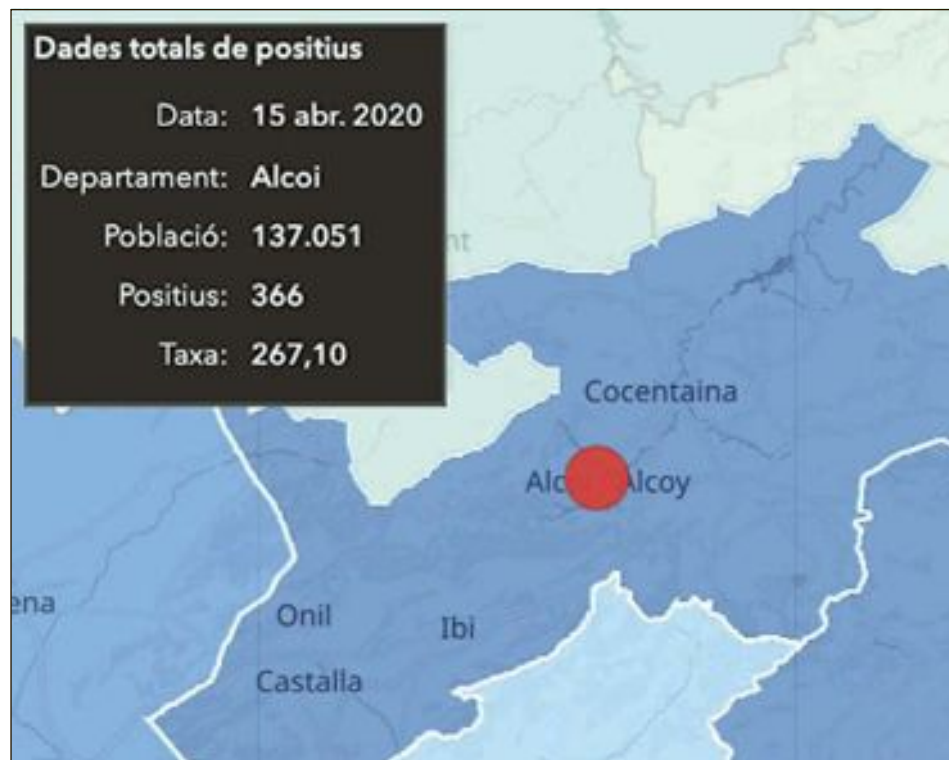 Dades totals de positius
Data: 15 abr. 2020
Departament: Alcoi
Població: 137.051
Positius: 366
Taxa: 267,10
Cocentaina
Alcoy
Onil
Ibi
Castalla